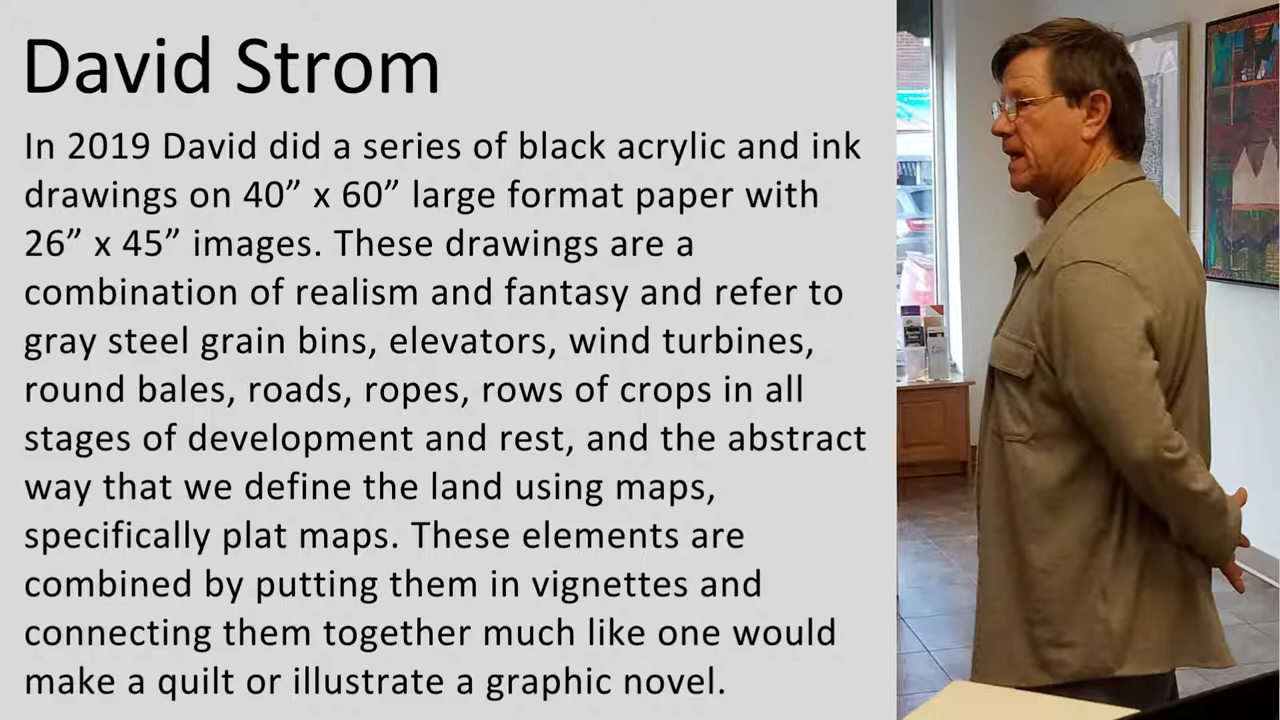 David Strom
In 2019 David did a series of black acrylic and ink
drawings on 40” x 60” large format paper with
26” x 45” images. These drawings are a
combination of realism and fantasy and refer to
gray steel grain bins, elevators, wind turbines,
round bales, roads, ropes, rows of crops in all
stages of development and rest, and the abstract
way that we define the land using maps,
specifically plat maps. These elements are
combined by putting them in vignettes and
connecting them together much like one would
make a quilt or illustrate a graphic novel.